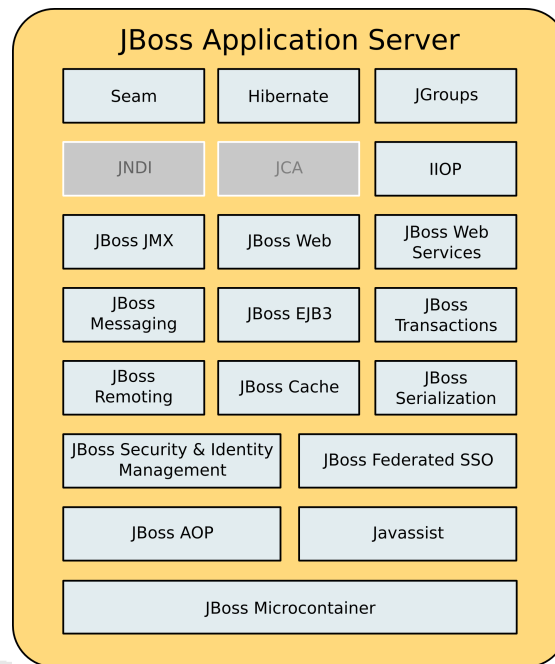 JBoss Application Server
Seam
Hibernate
JGroups
JNDI
JCA
IIOP
JBoss JMX
JBoss Web
JBoss Web
Services
JBoss
Messaging
JBoss EJB3
JBoss
Transactions
JBoss
Remoting
JBoss Cache
JBoss
Serialization
JBoss Security & Identity
Management
JBoss Federated SSO
JBoss AOP
Javassist
JBoss Microcontainer